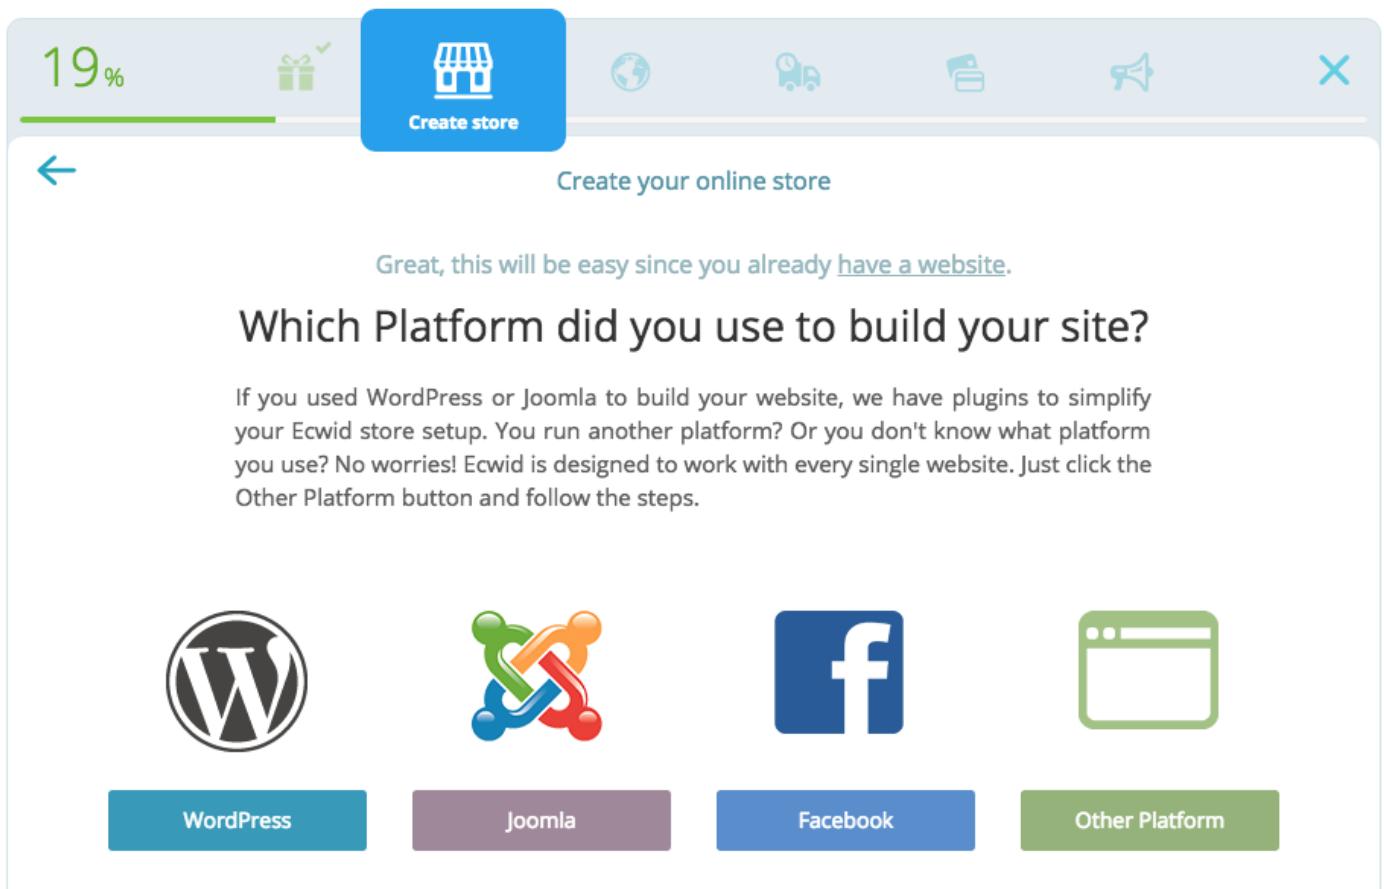 19%
Create store
Create your online store
Great, this will be easy since you already have a website.
Which Platform did you use to build your site?
If you used WordPress or Joomla to build your website, we have plugins to simplify
your Ecwid store setup. You run another platform? Or you don't know what platform
you use? No worries! Ecwid is designed to work with every single website. Just click the
Other Platform button and follow the steps.
WordPress
Joomla
Facebook
Other Platform